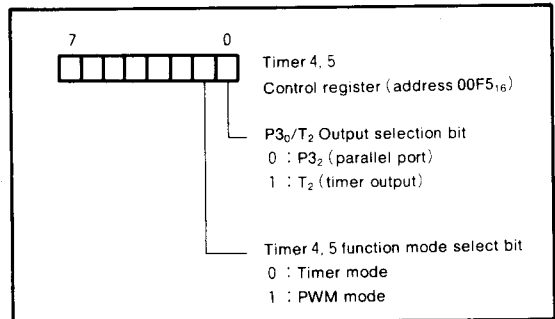 7 0
Timer 4, 5
Control register (address 00F5₁₆)
P3₀/T₂ Output selection bit
0 : P3₂ (parallel port)
1 : T₂ (timer output)
Timer 4, 5 function mode select bit
0 : Timer mode
1 : PWM mode